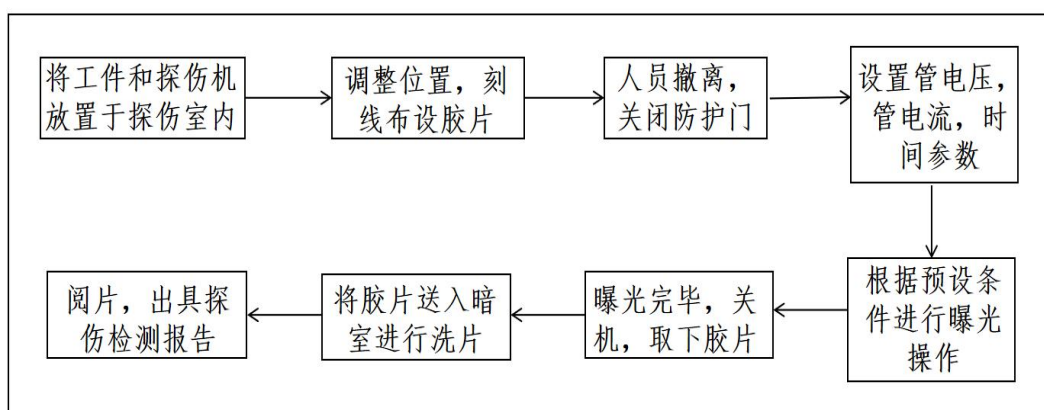 将工件和探伤机
放置于探伤室内
调整位置，刻
线布设胶片
人员撤离，
关闭防护门
设置管电压，
管电流，时
间参数
根据预设条
件进行曝光
操作
曝光完毕，关
机，取下胶片
将胶片送入暗
室进行洗片
阅片，出具探
伤检测报告